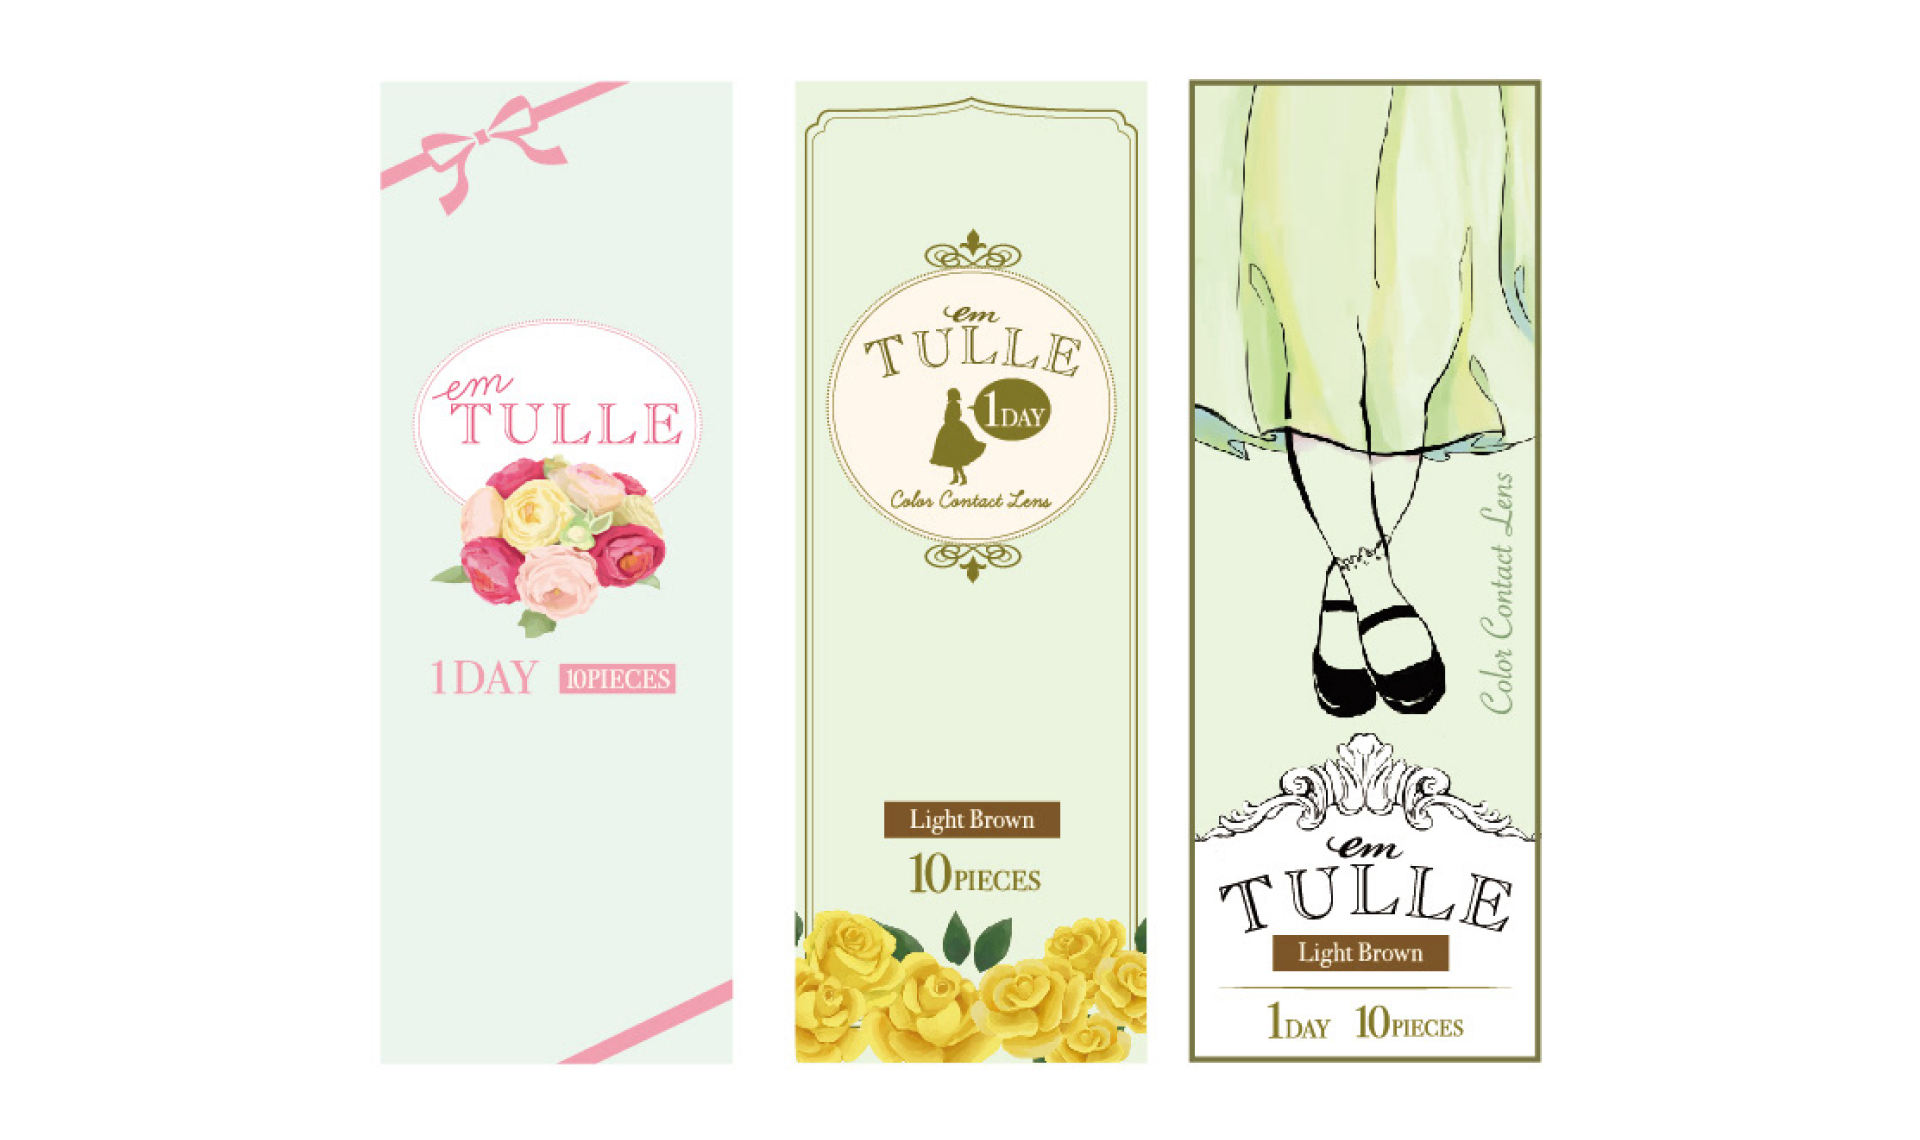 em
TULLE
1DAY 10PIECES
em
TULLE
1DAY
Color Contact Lens
Light Brown
10PIECES
Color Contact Lens
em
TULLE
Light Brown
1DAY 10PIECES